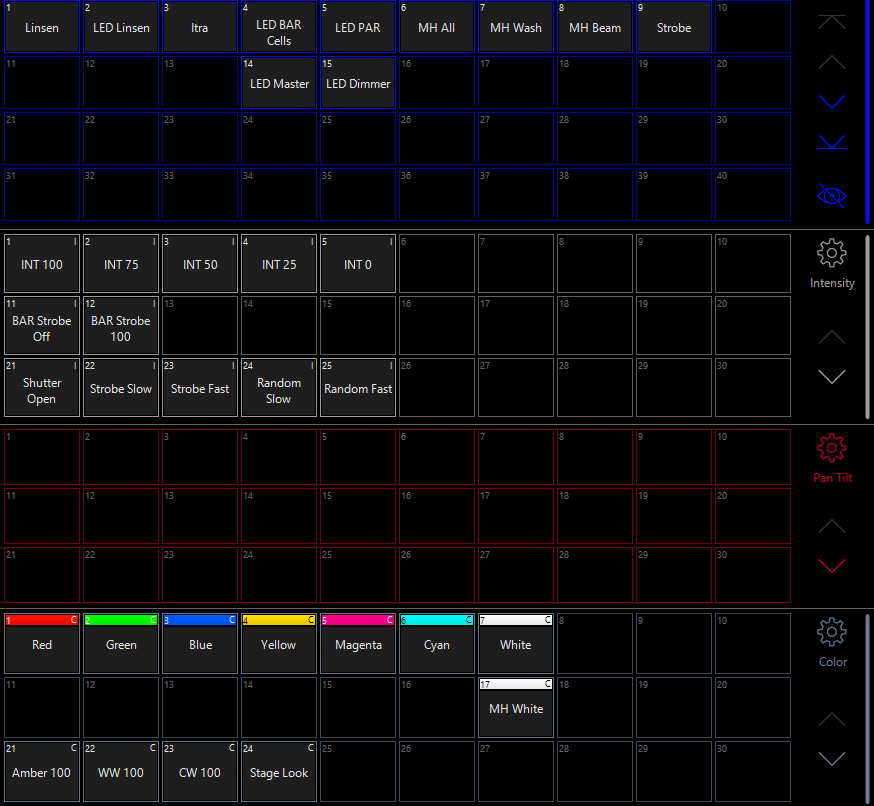 1 2 3 4 5 6 7 8 9 10
Linsen LED Linsen Itra LED BAR Cells LED PAR MH All MH Wash MH Beam Strobe
11 12 13 14 15 16 17 18 19 20
LED Master LED Dimmer
21 22 23 24 25 26 27 28 29 30
31 32 33 34 35 36 37 38 39 40
1 I 2 I 3 I 4 I 5 I 6 7 8 9 10
INT 100 INT 75 INT 50 INT 25 INT 0
Intensity
11 I 12 I 13 14 15 16 17 18 19 20
BAR Strobe Off BAR Strobe 100
21 I 22 I 23 I 24 I 25 I 26 27 28 29 30
Shutter Open Strobe Slow Strobe Fast Random Slow Random Fast
1 2 3 4 5 6 7 8 9 10
Pan Tilt
11 12 13 14 15 16 17 18 19 20
21 22 23 24 25 26 27 28 29 30
1 C 2 C 3 C 4 C 5 C 6 C 7 C 8 9 10
Red Green Blue Yellow Magenta Cyan White
Color
11 12 13 14 15 16 17 C 18 19 20
MH White
21 C 22 C 23 C 24 C 25 26 27 28 29 30
Amber 100 WW 100 CW 100 Stage Look